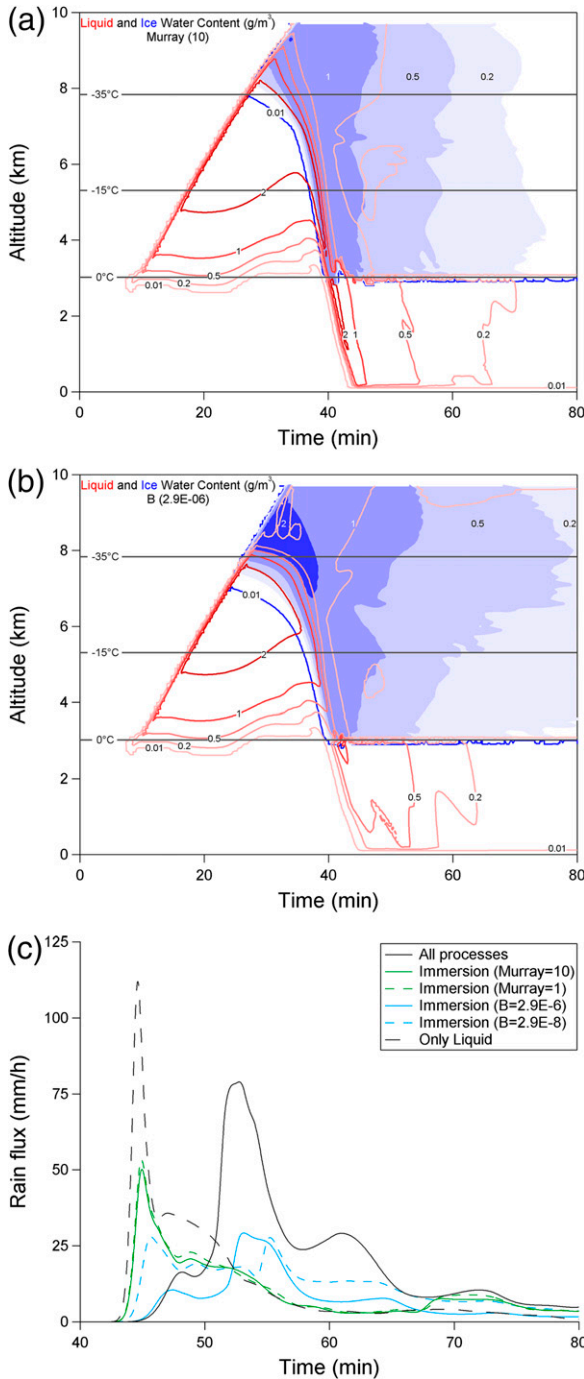 (a)
Liquid and Ice Water Content (g/m³)
Murray (10)
10
8
6
4
2
0
Altitude (km)
-35°C
-15°C
0°C
0.01
2
1
0.5
0.01
0.2
1
0.5
0.2
2
1
0.5
0.2
0.01
0
20
40
60
80
Time (min)
(b)
Liquid and Ice Water Content (g/m³)
B (2.9E-06)
10
8
6
4
2
0
Altitude (km)
-35°C
-15°C
0°C
2
1
0.5
0.2
0.01
2
1
0.5
0.01
0.2
0.5
0.2
0.01
0
20
40
60
80
Time (min)
(c)
125
100
75
50
25
0
Rain flux (mm/h)
All processes
Immersion (Murray=10)
Immersion (Murray=1)
Immersion (B=2.9E-6)
Immersion (B=2.9E-8)
Only Liquid
40
50
60
70
80
Time (min)